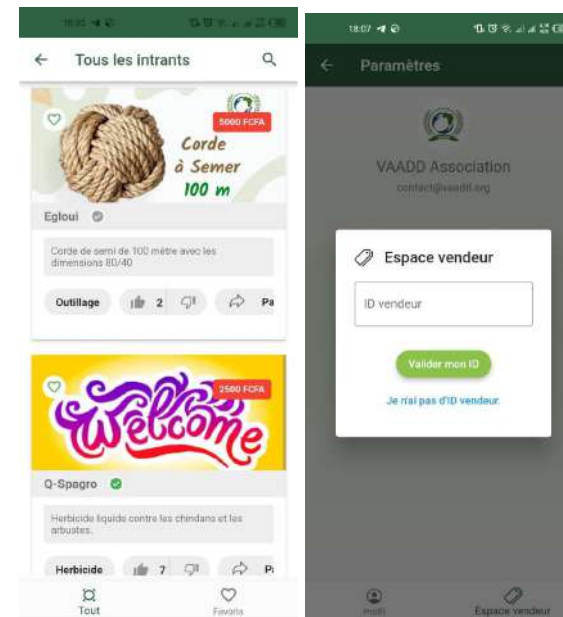 Tous les intrants
5000 FCFA
Corde
à Semer
100 m
Egloui
Corde de semi de 100 mètre avec les
dimensions 80/40
Outillage 2 Pa
2500 FCFA
Welcome
Q-Spagro
Herbicide liquide contre les chindans et les
arbustes.
Herbicide 7 P
Tout Favoris
18:07
Paramètres
VAADD Association
contact@vaadd.org
Espace vendeur
ID vendeur
Valider mon ID
Je n'ai pas d'ID vendeur.
Profil Espace vendeur